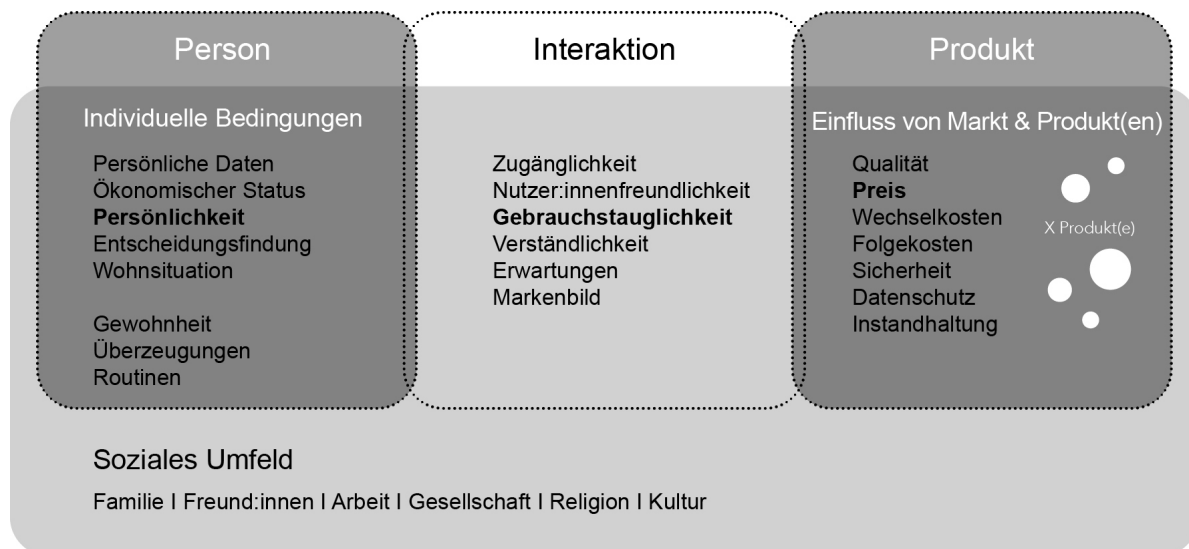 Person
Individuelle Bedingungen
Persönliche Daten
Ökonomischer Status
Persönlichkeit
Entscheidungsfindung
Wohnsituation
Gewohnheit
Überzeugungen
Routinen
Interaktion
Zugänglichkeit
Nutzer:innenfreundlichkeit
Gebrauchstauglichkeit
Verständlichkeit
Erwartungen
Markenbild
Produkt
Einfluss von Markt & Produkt(en)
Qualität
Preis
Wechselkosten
Folgekosten
Sicherheit
Datenschutz
Instandhaltung
X Produkt(e)
Soziales Umfeld
Familie I Freund:innen I Arbeit I Gesellschaft I Religion I Kultur